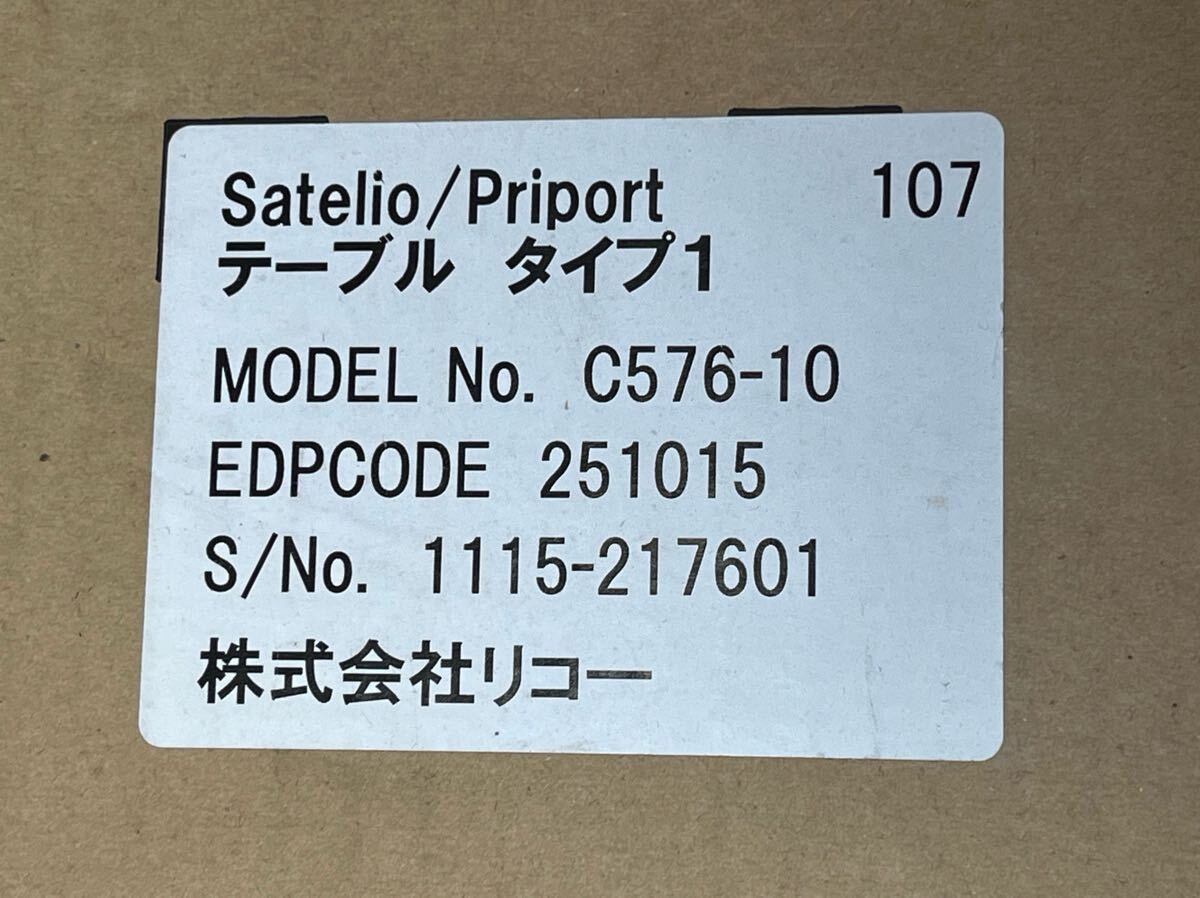 Satelio/Priport 107
テーブル タイプ1
MODEL No. C576-10
EDPCODE 251015
S/No. 1115-217601
株式会社リコー